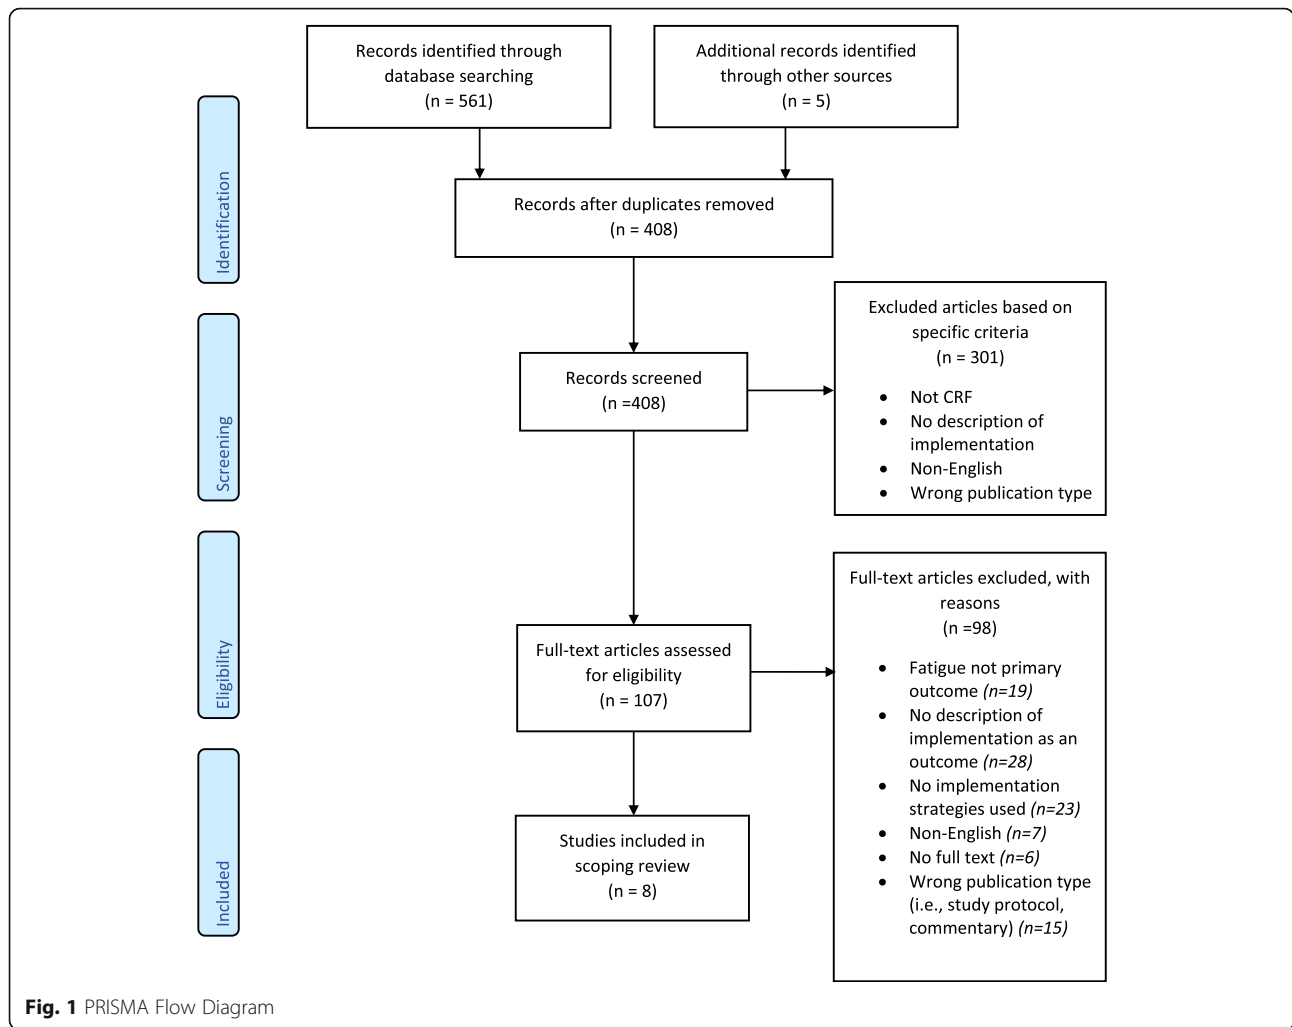 Records identified through
database searching
(n = 561)
Additional records identified
through other sources
(n = 5)
Identification
Records after duplicates removed
(n = 408)
Screening
Records screened
(n =408)
Excluded articles based on
specific criteria
(n = 301)
• Not CRF
• No description of
implementation
• Non-English
• Wrong publication type
Eligibility
Full-text articles assessed
for eligibility
(n = 107)
Full-text articles excluded, with
reasons
(n =98)
• Fatigue not primary
outcome (n=19)
• No description of
implementation as an
outcome (n=28)
• No implementation
strategies used (n=23)
• Non-English (n=7)
• No full text (n=6)
• Wrong publication type
(i.e., study protocol,
commentary) (n=15)
Included
Studies included in
scoping review
(n = 8)
Fig. 1 PRISMA Flow Diagram